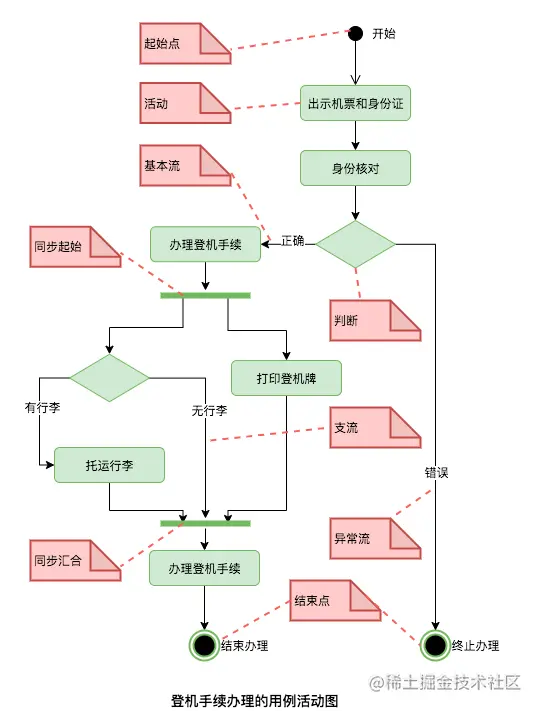 起始点
开始
活动
出示机票和身份证
基本流
身份核对
同步起始
办理登机手续
正确
判断
打印登机牌
有行李
无行李
支流
托运行李
错误
异常流
同步汇合
办理登机手续
结束点
结束办理
终止办理
@稀土掘金技术社区
登机手续办理的用例活动图